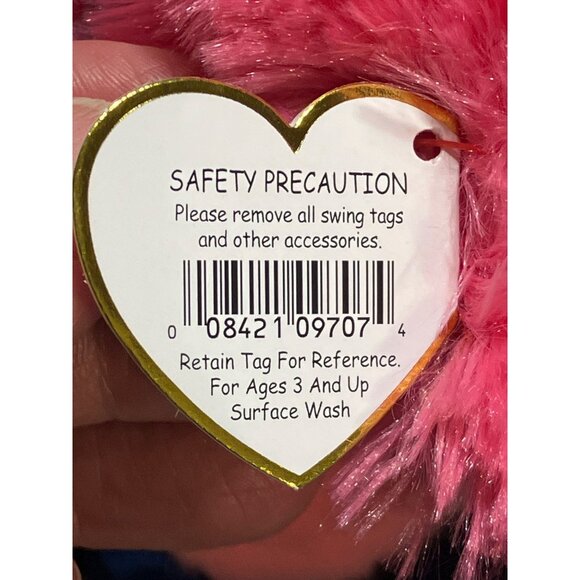 SAFETY PRECAUTION
Please remove all swing tags
and other accessories.
0 08421 09707 4
Retain Tag For Reference.
For Ages 3 And Up
Surface Wash